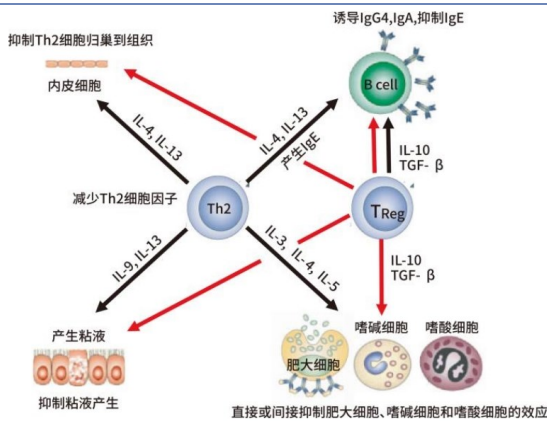 诱导IgG4,IgA,抑制IgE
抑制Th2细胞归巢到组织
内皮细胞
B cell
IL-4, IL-13
IL-4, IL-13
产生IgE
IL-10
TGF- β
减少Th2细胞因子
Th2
TReg
IL-9, IL-13
IL-3, IL-4, IL-5
IL-10
TGF- β
产生粘液
嗜碱细胞
嗜酸细胞
肥大细胞
抑制粘液产生
直接或间接抑制肥大细胞、嗜碱细胞和嗜酸细胞的效应